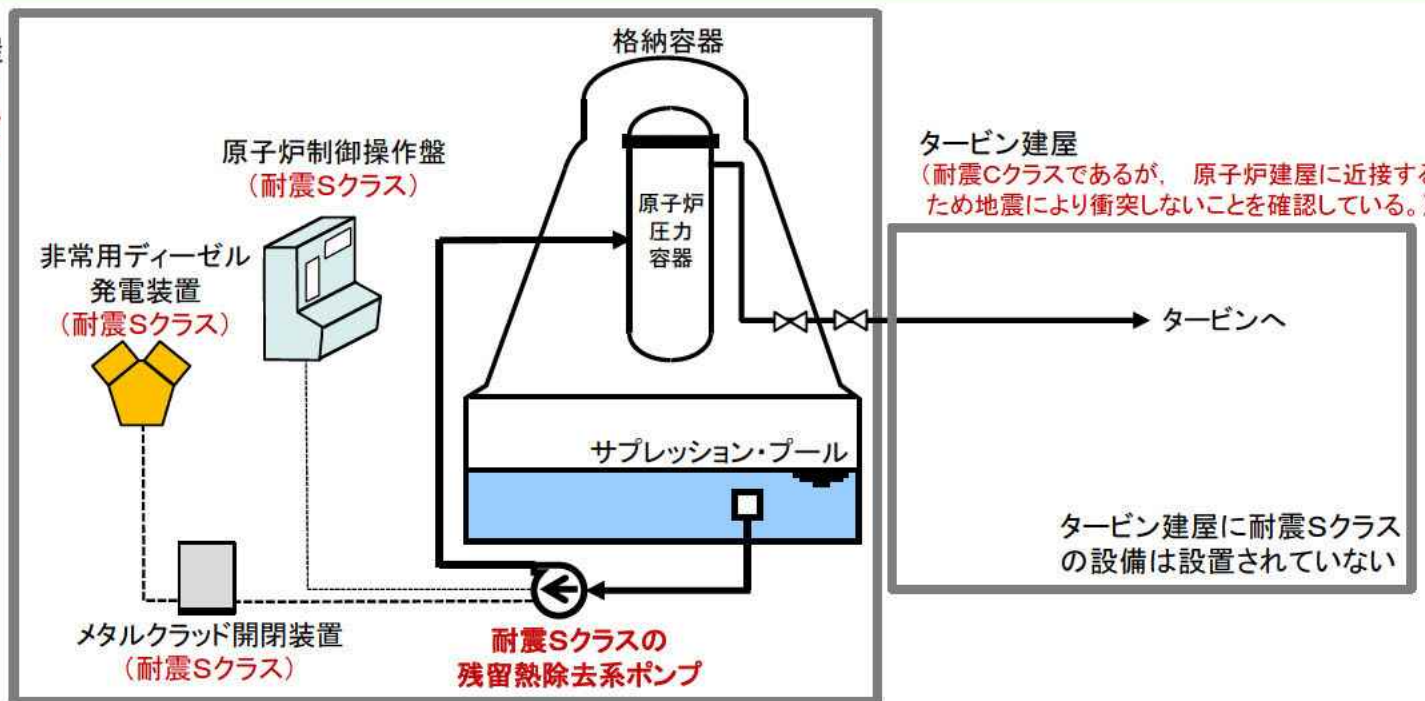 格納容器
原子炉制御操作盤
(耐震Sクラス)
非常用ディーゼル
発電装置
(耐震Sクラス)
原子炉
圧力
容器
タービン建屋
(耐震Cクラスであるが, 原子炉建屋に近接する
ため地震により衝突しないことを確認している。)
タービンへ
サプレッション・プール
タービン建屋に耐震Sクラス
の設備は設置されていない
メタルクラッド開閉装置
(耐震Sクラス)
耐震Sクラスの
残留熱除去系ポンプ